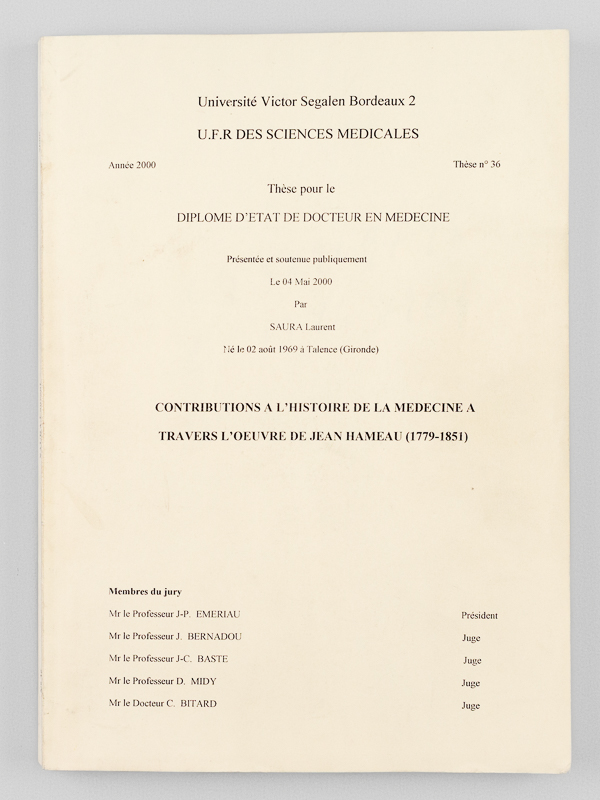 Université Victor Segalen Bordeaux 2
U.F.R DES SCIENCES MEDICALES
Année 2000 Thèse n° 36
Thèse pour le
DIPLOME D'ETAT DE DOCTEUR EN MEDECINE
Présentée et soutenue publiquement
Le 04 Mai 2000
Par
SAURA Laurent
Né le 02 août 1969 à Talence (Gironde)
CONTRIBUTIONS A L'HISTOIRE DE LA MEDECINE A
TRAVERS L'OEUVRE DE JEAN HAMEAU (1779-1851)
Membres du jury
Mr le Professeur J-P. EMERIAU Président
Mr le Professeur J. BERNADOU Juge
Mr le Professeur J-C. BASTE Juge
Mr le Professeur D. MIDY Juge
Mr le Docteur C. BITARD Juge